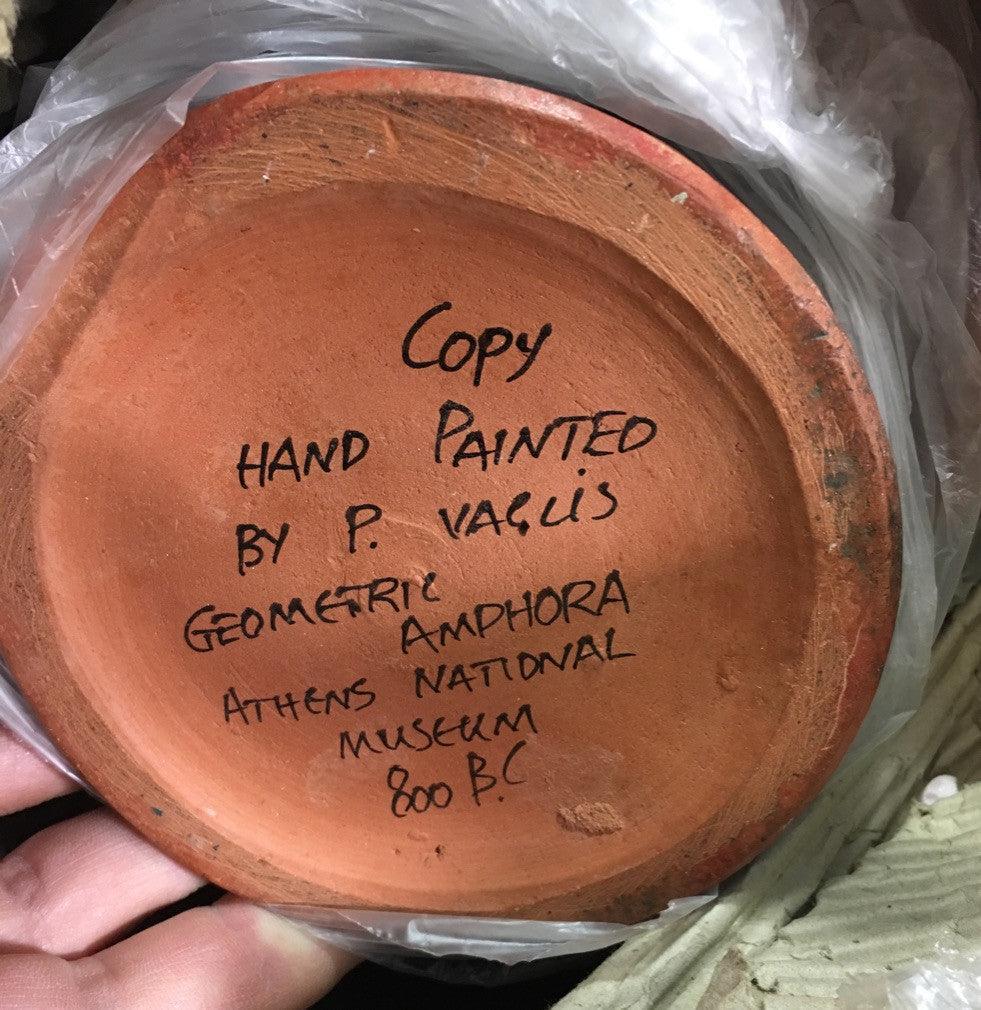 Copy
HAND PAINTED
BY P. VAGLIS
GEOMETRIC
AMPHORA
ATHENS NATIONAL
MUSEUM
800 B.C